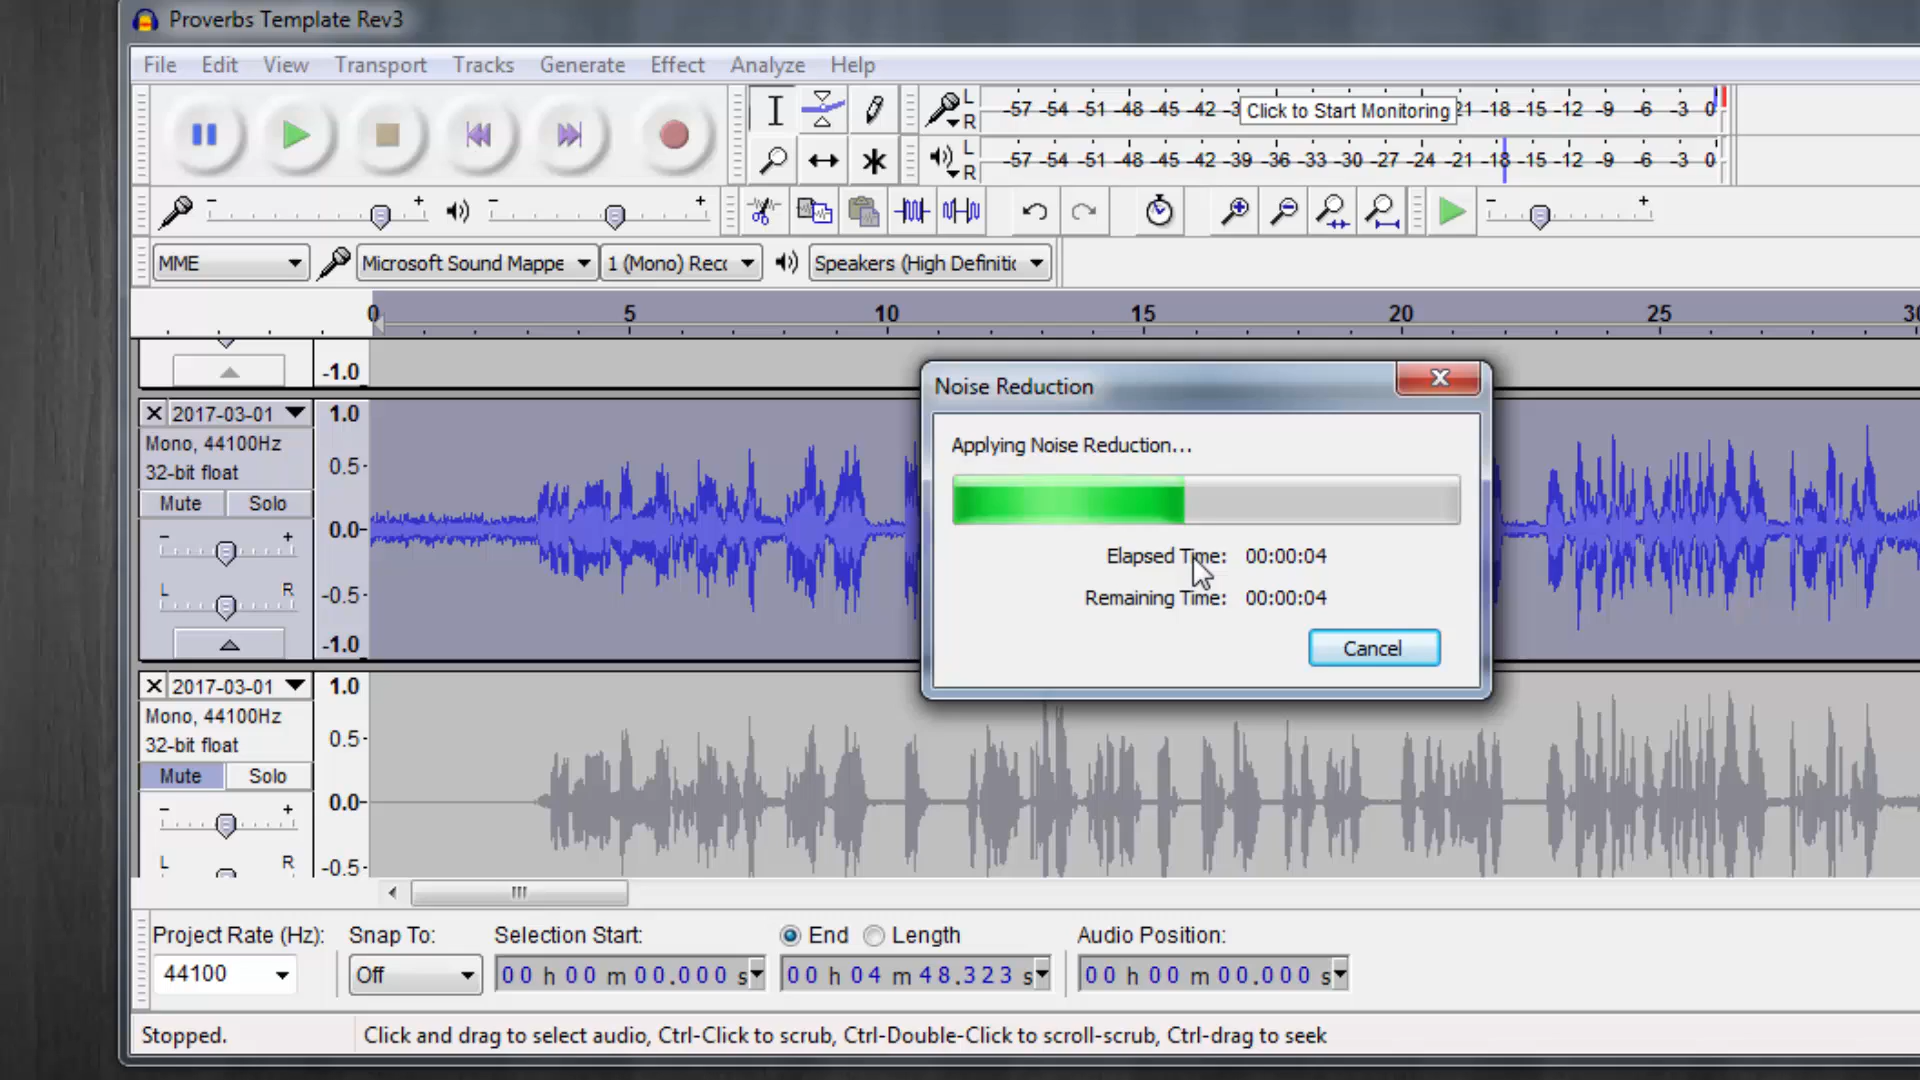 Proverbs Template Rev3
File Edit View Transport Tracks Generate Effect Analyze Help
L
R
-57 -54 -51 -48 -45 -42 -3 Click to Start Monitoring 21 -18 -15 -12 -9 -6 -3 0
L
R
-57 -54 -51 -48 -45 -42 -39 -36 -33 -30 -27 -24 -21 -18 -15 -12 -9 -6 -3 0
- + - + - +
MME Microsoft Sound Mappe 1 (Mono) Recc Speakers (High Definitic
0 5 10 15 20 25 30
-1.0
2017-03-01 1.0
Mono, 44100Hz
32-bit float 0.5
Mute Solo
- + 0.0
L R -0.5
-1.0
Noise Reduction
Applying Noise Reduction...
Elapsed Time: 00:00:04
Remaining Time: 00:00:04
Cancel
2017-03-01 1.0
Mono, 44100Hz
32-bit float 0.5
Mute Solo
- + 0.0
L R -0.5
Project Rate (Hz): Snap To: Selection Start: End Length Audio Position:
44100 Off 00 h 00 m 00.000 s 00 h 04 m 48.323 s 00 h 00 m 00.000 s
Stopped. Click and drag to select audio, Ctrl-Click to scrub, Ctrl-Double-Click to scroll-scrub, Ctrl-drag to seek